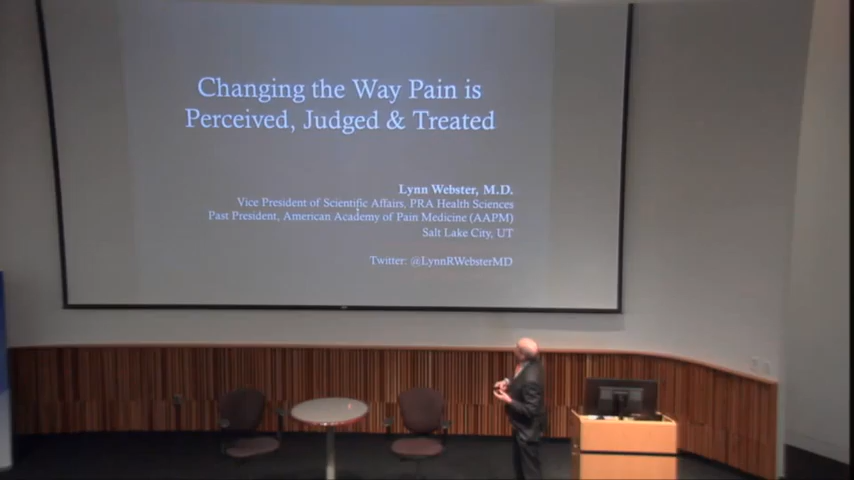 Changing the Way Pain is
Perceived, Judged & Treated
Lynn Webster, M.D.
Vice President of Scientific Affairs, PRA Health Sciences
Past President, American Academy of Pain Medicine (AAPM)
Salt Lake City, UT
Twitter: @LynnRWebsterMD